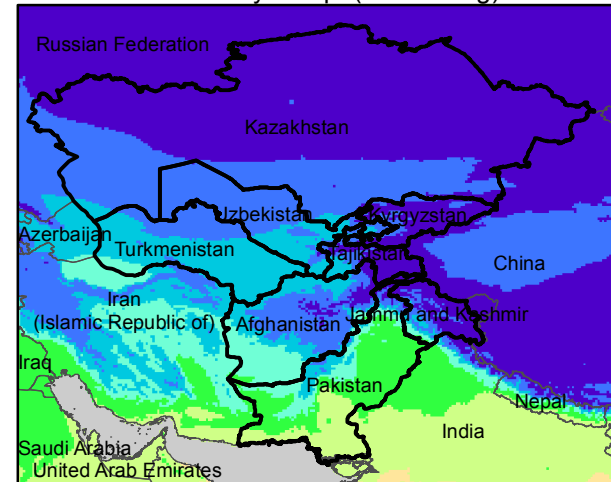 Russian Federation
Kazakhstan
Uzbekistan
Kyrgyzstan
Azerbaijan
Turkmenistan
Tajikistan
China
Iran
(Islamic Republic of)
Afghanistan
Jammu and Kashmir
Iraq
Pakistan
Nepal
India
Saudi Arabia
United Arab Emirates